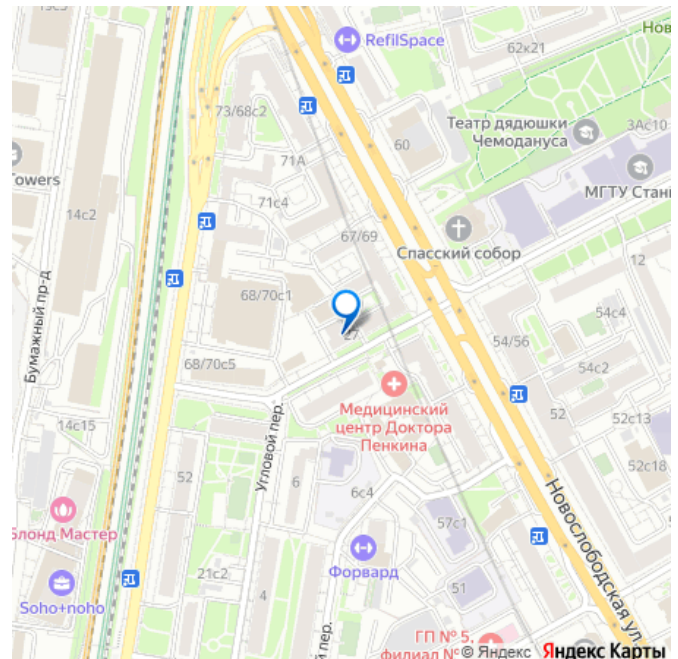 15с3
Нов
RefilSpace
62к21
73/68с2
Театр дядюшки
Чемодануса
3Ас10
60
71А
Towers
14с2
71с4
МГТУ Стан
67/69
Спасский собор
12
68/70с1
54с4
Бумажный пр-д
27
54/56
54с2
68/70с5
Медицинский
центр Доктора
Пенкина
52
52с13
14с15
Угловой пер.
52
6
6с4
52с18
57с1
Новослободская ул.
Блонд Мастер
Форвард
21с2
51
Soho+noho
4
пер.
ГП № 5,
филиал №
© Яндекс Яндекс Карты